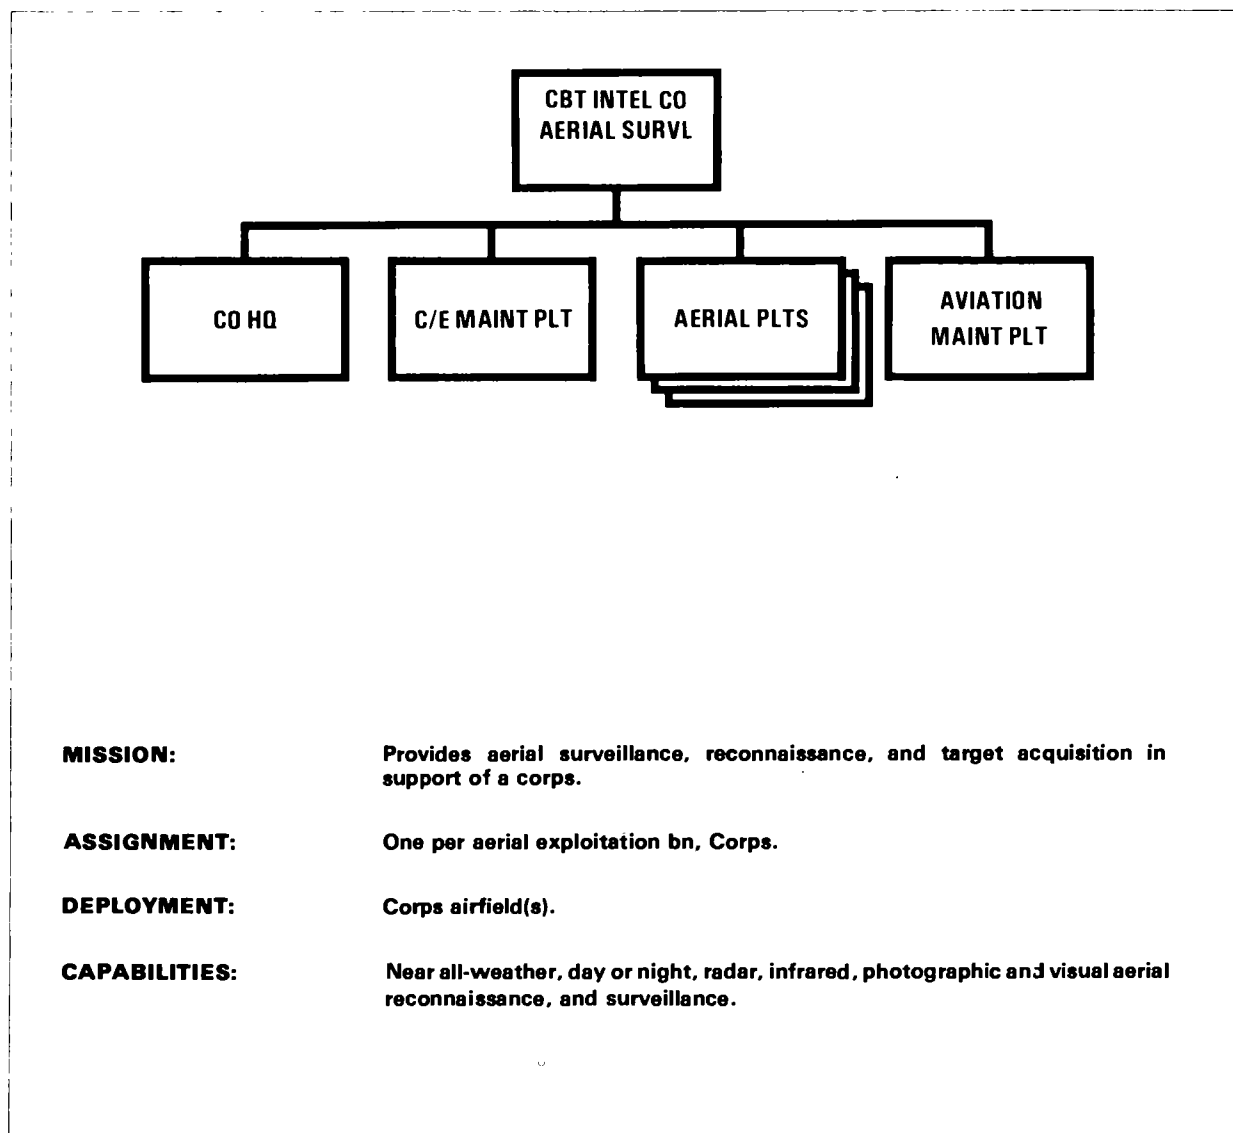 CBT INTEL CO
AERIAL SURVL
CO HQ
C/E MAINT PLT
AERIAL PLTS
AVIATION
MAINT PLT
MISSION: Provides aerial surveillance, reconnaissance, and target acquisition in
support of a corps.
ASSIGNMENT: One per aerial exploitation bn, Corps.
DEPLOYMENT: Corps airfield(s).
CAPABILITIES: Near all-weather, day or night, radar, infrared, photographic and visual aerial
reconnaissance, and surveillance.